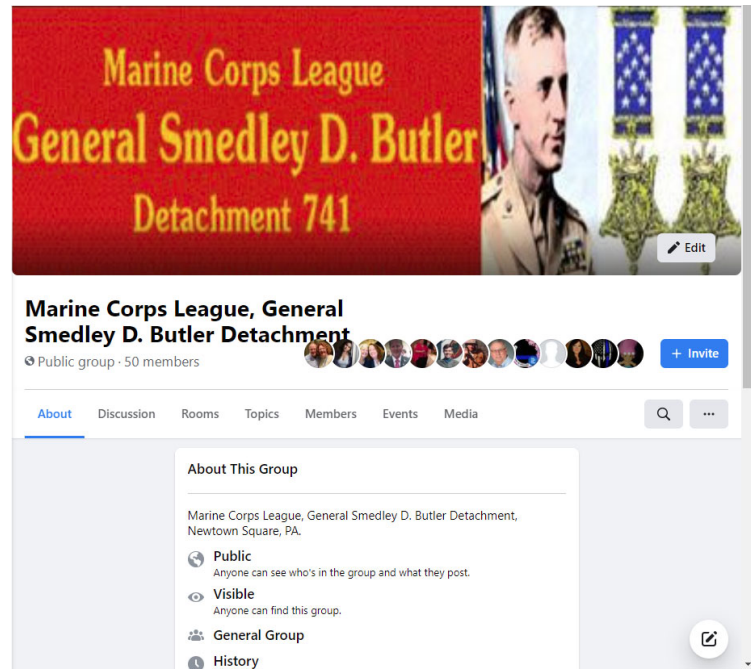 Marine Corps League
General Smedley D. Butler
Detachment 741
Edit
Marine Corps League, General
Smedley D. Butler Detachment
Public group · 50 members
+ Invite
About Discussion Rooms Topics Members Events Media
About This Group
Marine Corps League, General Smedley D. Butler Detachment,
Newtown Square, PA.
Public
Anyone can see who's in the group and what they post.
Visible
Anyone can find this group.
General Group
History